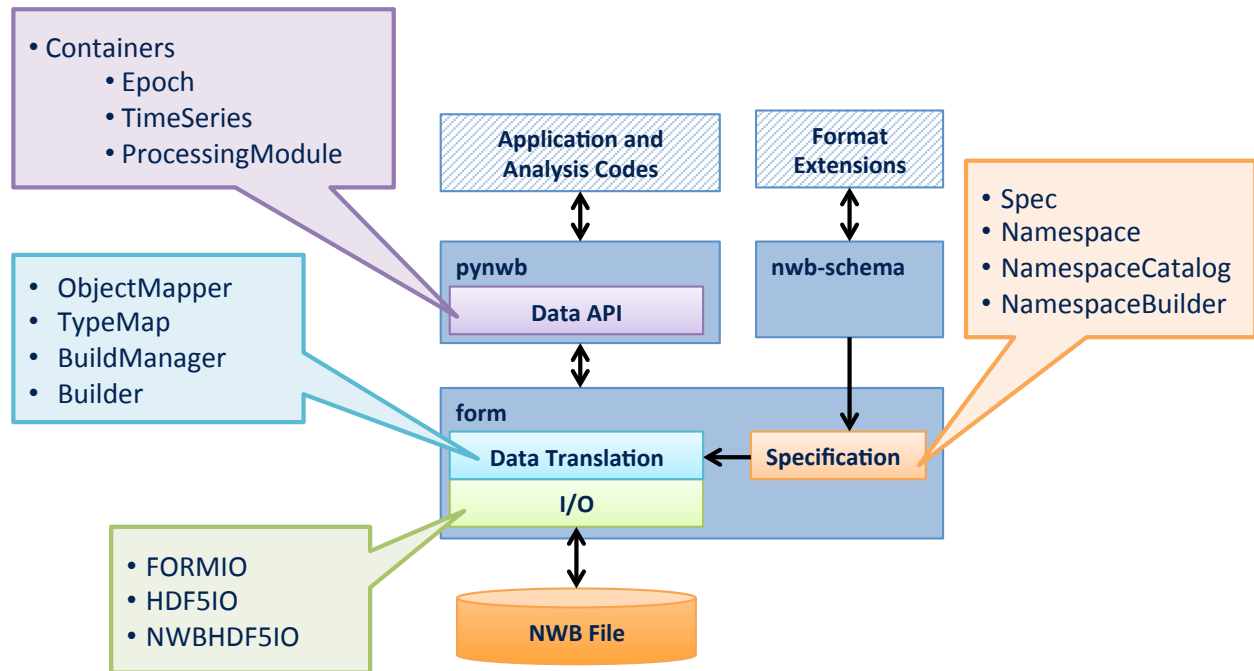 • Containers
• Epoch
• TimeSeries
• ProcessingModule
Application and
Analysis Codes
Format
Extensions
• Spec
• Namespace
• NamespaceCatalog
• NamespaceBuilder
pynwb
Data API
nwb-schema
• ObjectMapper
• TypeMap
• BuildManager
• Builder
form
Data Translation
Specification
I/O
• FORMIO
• HDF5IO
• NWBHDF5IO
NWB File